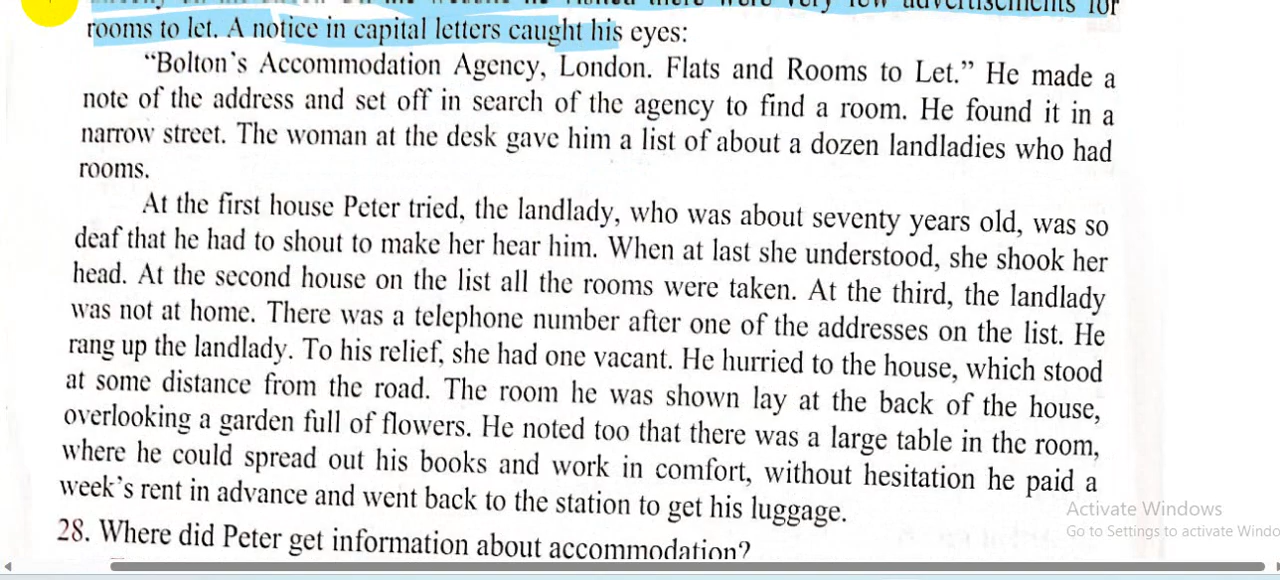 rooms to let. A notice in capital letters caught his eyes:
“Bolton’s Accommodation Agency, London. Flats and Rooms to Let.” He made a
note of the address and set off in search of the agency to find a room. He found it in a
narrow street. The woman at the desk gave him a list of about a dozen landladies who had
rooms.
At the first house Peter tried, the landlady, who was about seventy years old, was so
deaf that he had to shout to make her hear him. When at last she understood, she shook her
head. At the second house on the list all the rooms were taken. At the third, the landlady
was not at home. There was a telephone number after one of the addresses on the list. He
rang up the landlady. To his relief, she had one vacant. He hurried to the house, which stood
at some distance from the road. The room he was shown lay at the back of the house,
overlooking a garden full of flowers. He noted too that there was a large table in the room,
where he could spread out his books and work in comfort, without hesitation he paid a
week’s rent in advance and went back to the station to get his luggage.
28. Where did Peter get information about accommodation?
Activate Windows
Go to Settings to activate Windo